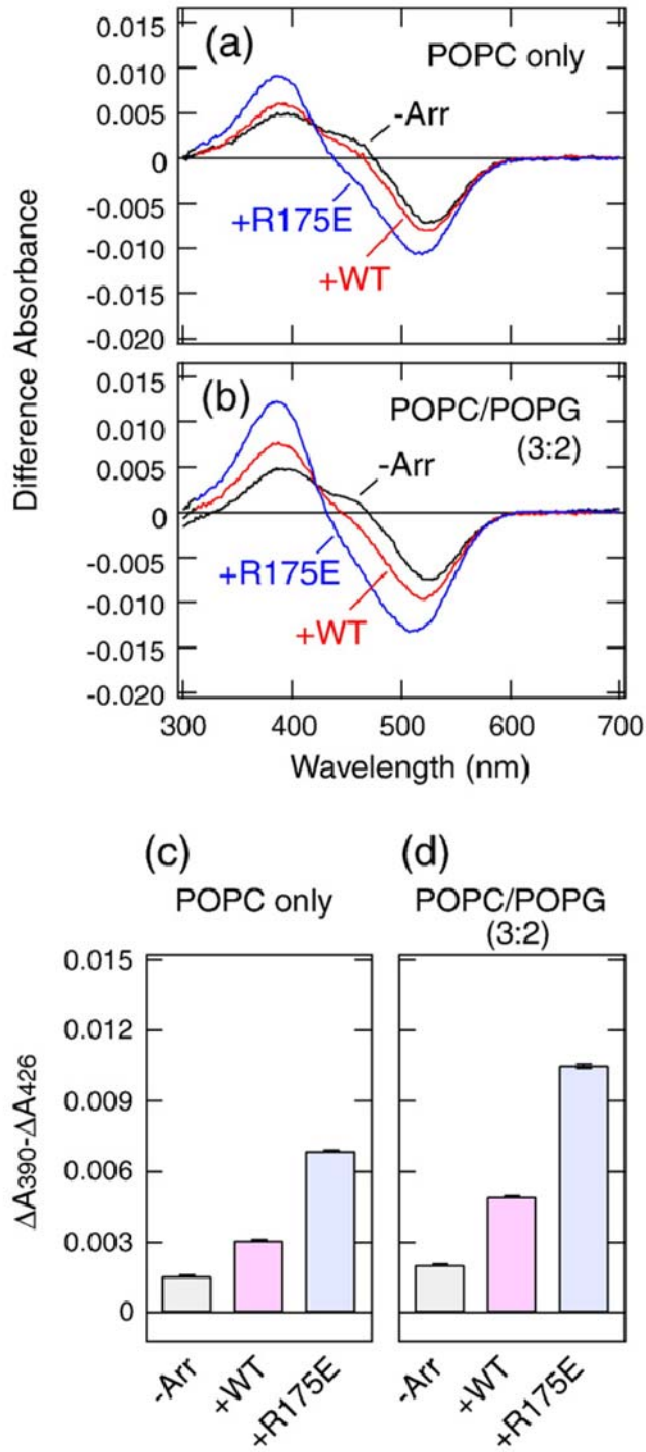 (a)
POPC only
0.015
0.010
0.005
0
-0.005
-0.010
-0.015
-0.020
-Arr
+R175E
+WT
Difference Absorbance
(b)
POPC/POPG
(3:2)
0.015
0.010
0.005
0
-0.005
-0.010
-0.015
-0.020
-Arr
+R175E
+WT
300 400 500 600 700
Wavelength (nm)
(c)
POPC only
(d)
POPC/POPG
(3:2)
0.015
0.012
0.009
0.006
0.003
0
ΔA390-ΔA426
-Arr
+WT
+R175E
-Arr
+WT
+R175E